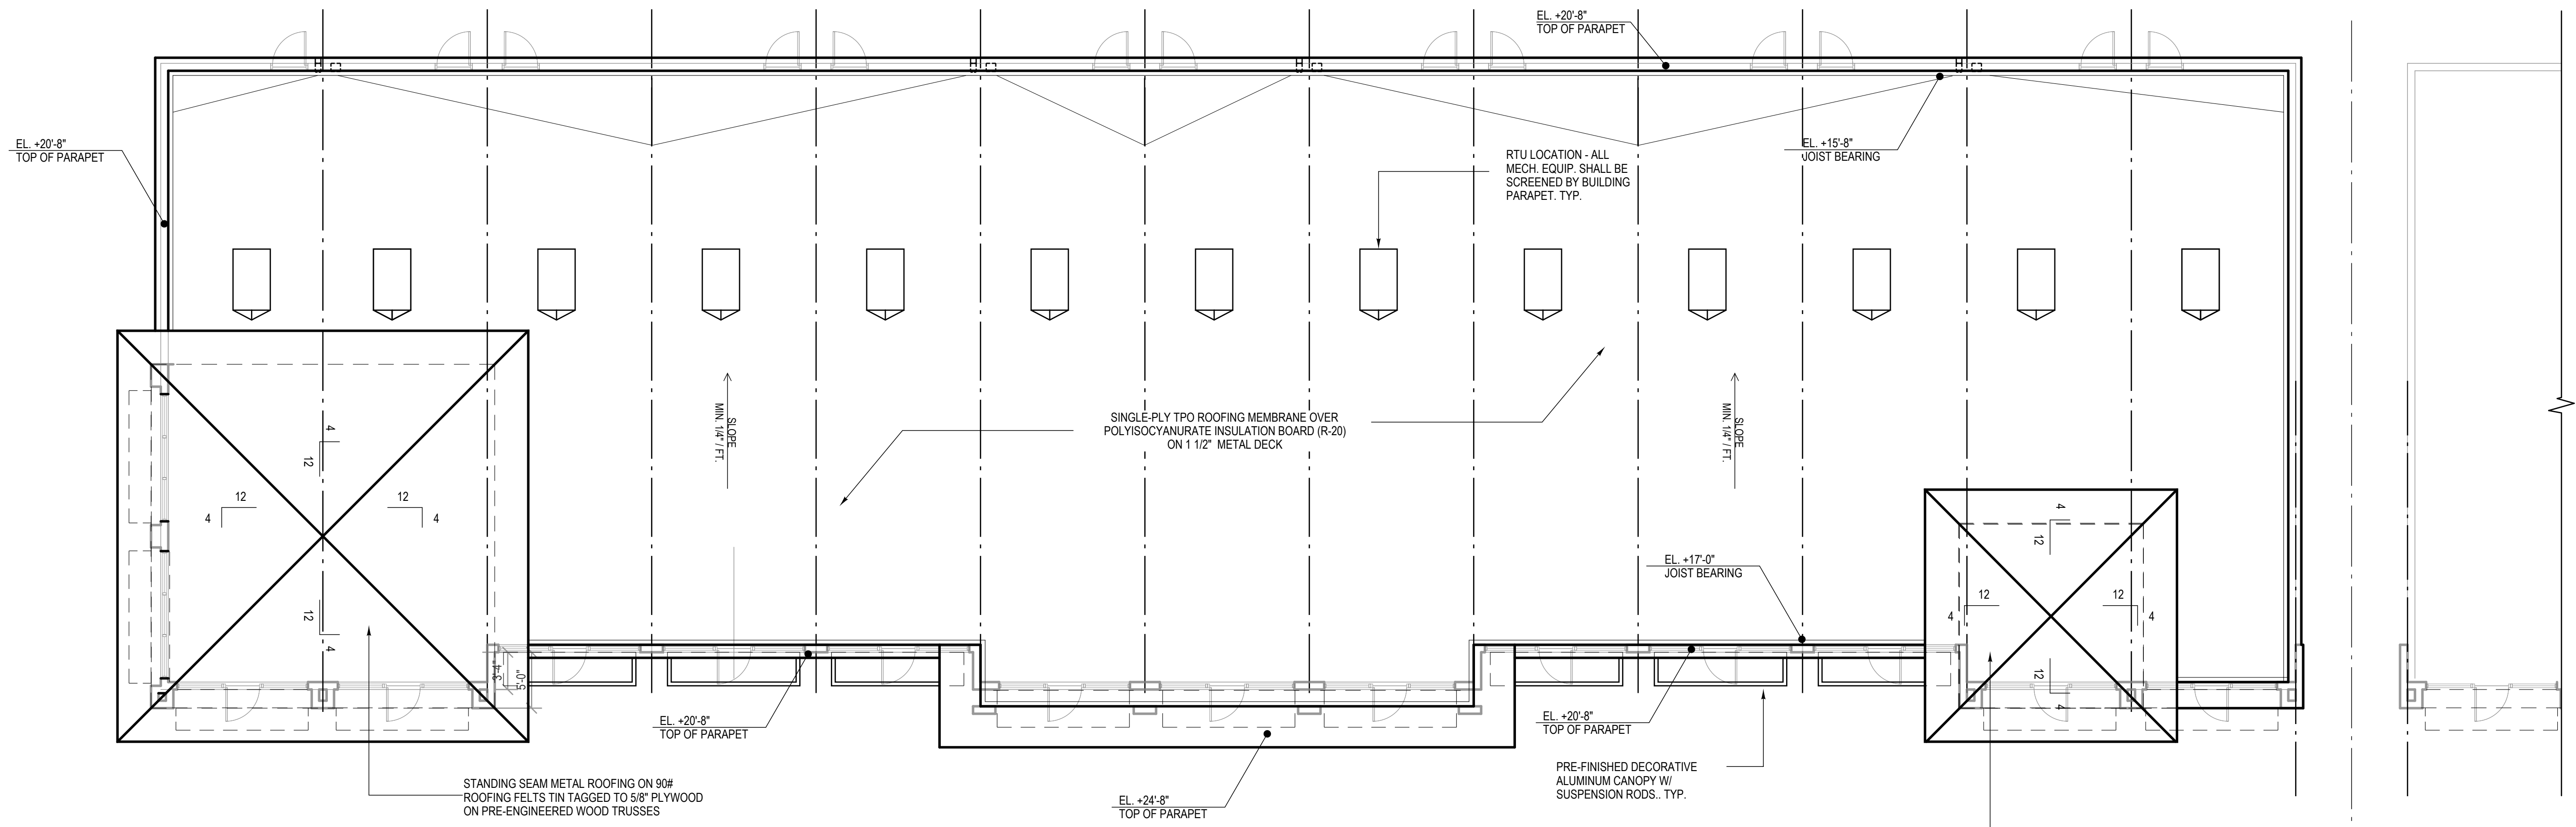 EL. +20'-8"
TOP OF PARAPET
EL. +20'-8"
TOP OF PARAPET
EL. +15'-8"
JOIST BEARING
RTU LOCATION - ALL
MECH. EQUIP. SHALL BE
SCREENED BY BUILDING
PARAPET. TYP.
SLOPE
MIN. 1/4" / FT.
SINGLE-PLY TPO ROOFING MEMBRANE OVER
POLYISOCYANURATE INSULATION BOARD (R-20)
ON 1 1/2" METAL DECK
SLOPE
MIN. 1/4" / FT.
4
12
12
4
12
4
12
4
EL. +17'-0"
JOIST BEARING
4
12
12
4
12
4
12
4
3'-4"
5'-0"
EL. +20'-8"
TOP OF PARAPET
EL. +20'-8"
TOP OF PARAPET
STANDING SEAM METAL ROOFING ON 90#
ROOFING FELTS TIN TAGGED TO 5/8" PLYWOOD
ON PRE-ENGINEERED WOOD TRUSSES
EL. +24'-8"
TOP OF PARAPET
PRE-FINISHED DECORATIVE
ALUMINUM CANOPY W/
SUSPENSION RODS.. TYP.